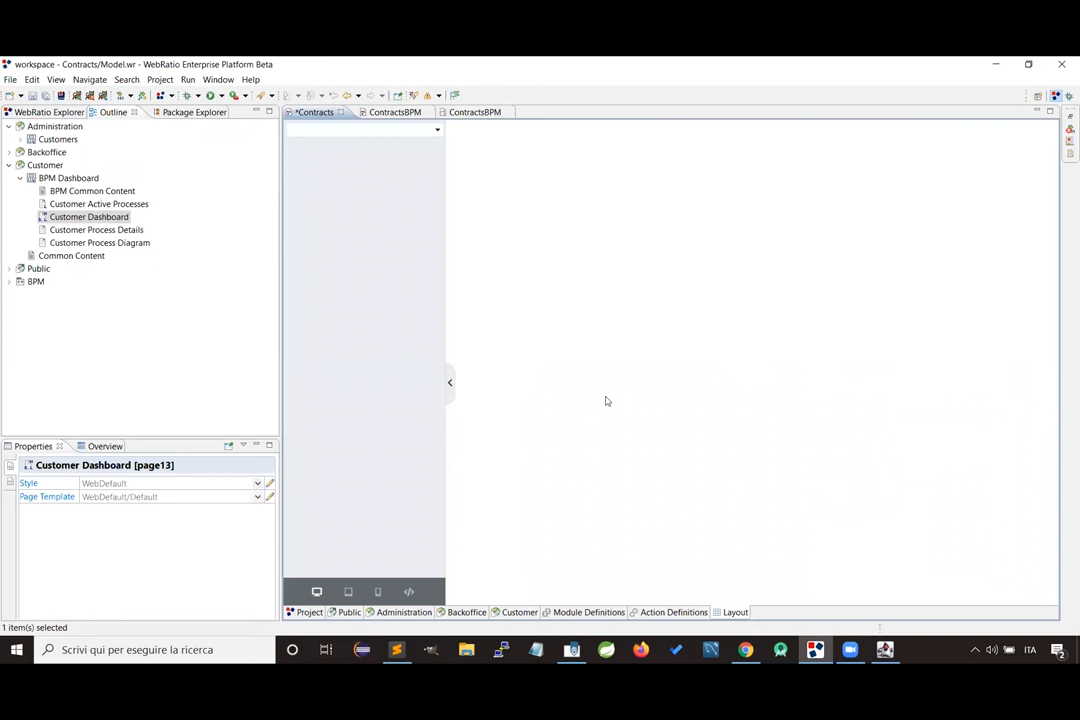 workspace - Contracts/Model.wr - WebRatio Enterprise Platform Beta
File Edit View Navigate Search Project Run Window Help
WebRatio Explorer Outline Package Explorer
*Contracts ContractsBPM ContractsBPM
Administration
Customers
Backoffice
Customer
BPM Dashboard
BPM Common Content
Customer Active Processes
Customer Dashboard
Customer Process Details
Customer Process Diagram
Common Content
Public
BPM
Properties Overview
Customer Dashboard [page13]
Style WebDefault
Page Template WebDefault/Default
Project Public Administration Backoffice Customer Module Definitions Action Definitions Layout
1 item(s) selected
Scrivi qui per eseguire la ricerca
ITA
2